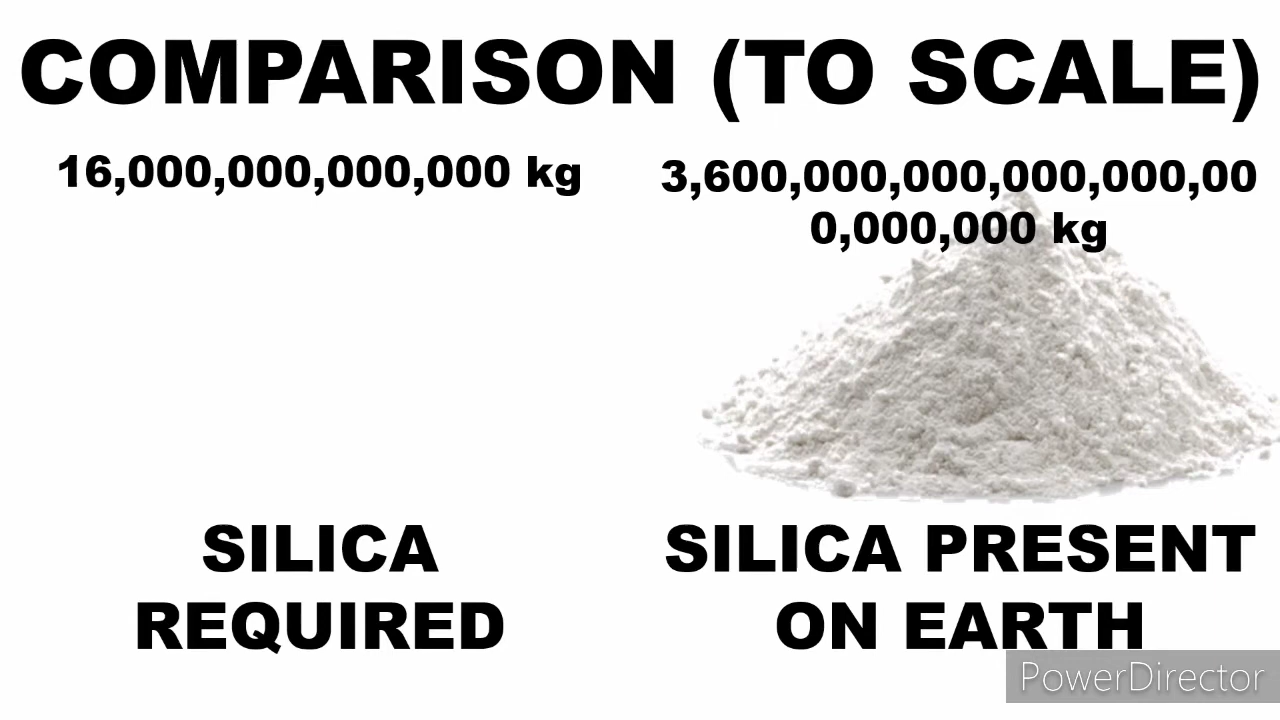 COMPARISON (TO SCALE)
16,000,000,000,000 kg
3,600,000,000,000,000,00
0,000,000 kg
SILICA
REQUIRED
SILICA PRESENT
ON EARTH
PowerDirector